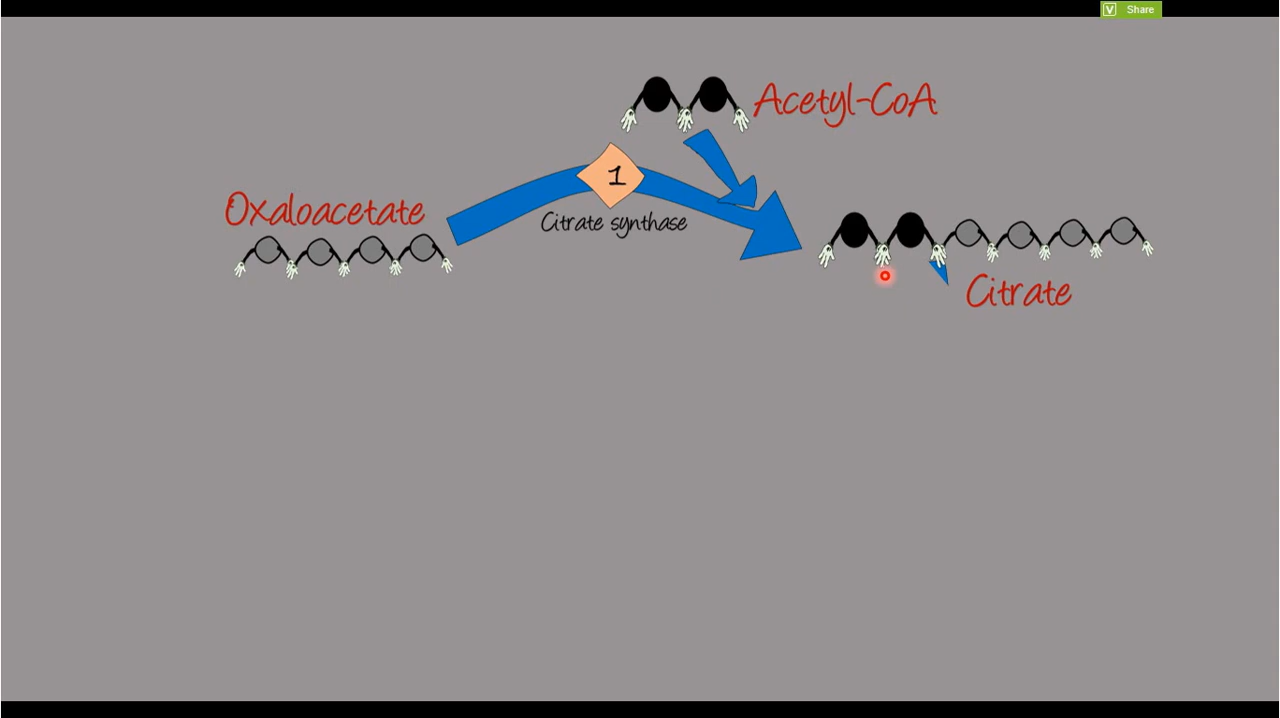 V Share
Acetyl-CoA
1
Oxaloacetate
Citrate synthase
Citrate